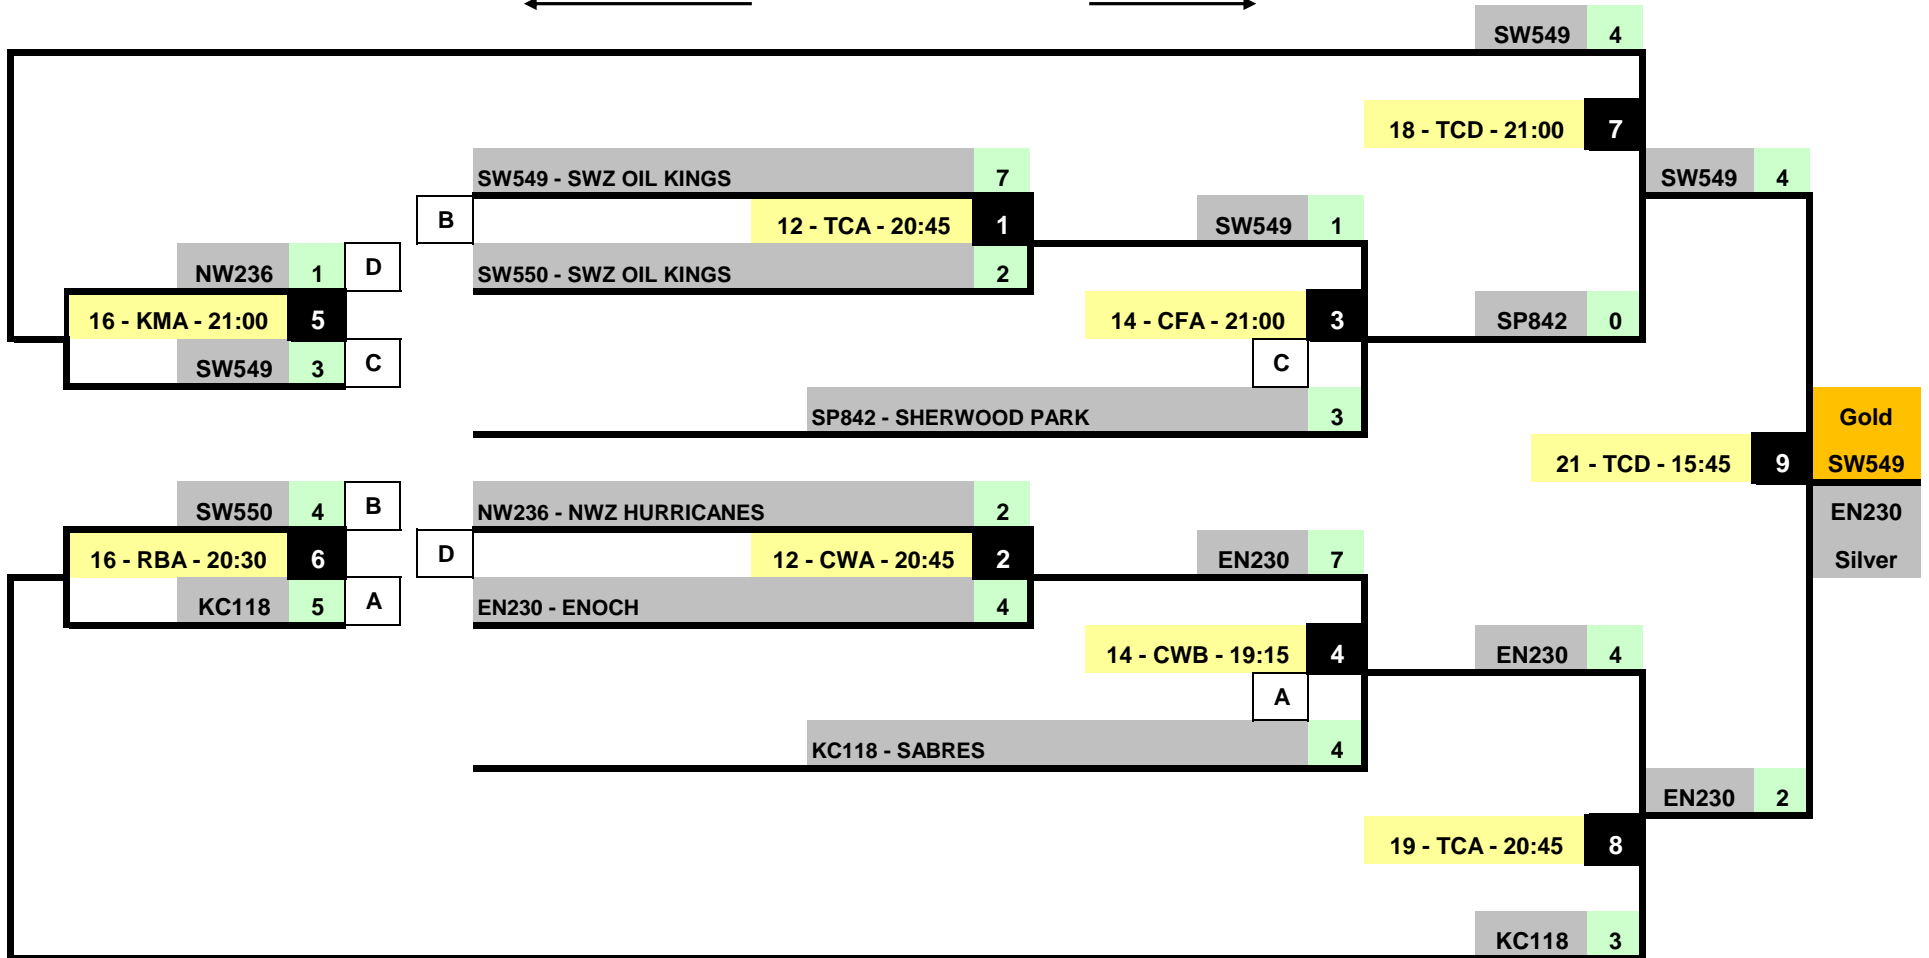 SW549 4
18 - TCD - 21:00 7
SW549 - SWZ OIL KINGS 7
SW549 4
B
12 - TCA - 20:45 1
SW549 1
NW236 1 D
SW550 - SWZ OIL KINGS 2
16 - KMA - 21:00 5
14 - CFA - 21:00 3
SP842 0
SW549 3 C
C
SP842 - SHERWOOD PARK 3
Gold
21 - TCD - 15:45 9
SW549
SW550 4 B
NW236 - NWZ HURRICANES 2
EN230
16 - RBA - 20:30 6
D
12 - CWA - 20:45 2
EN230 7
Silver
KC118 5 A
EN230 - ENOCH 4
14 - CWB - 19:15 4
EN230 4
A
KC118 - SABRES 4
EN230 2
19 - TCA - 20:45 8
KC118 3